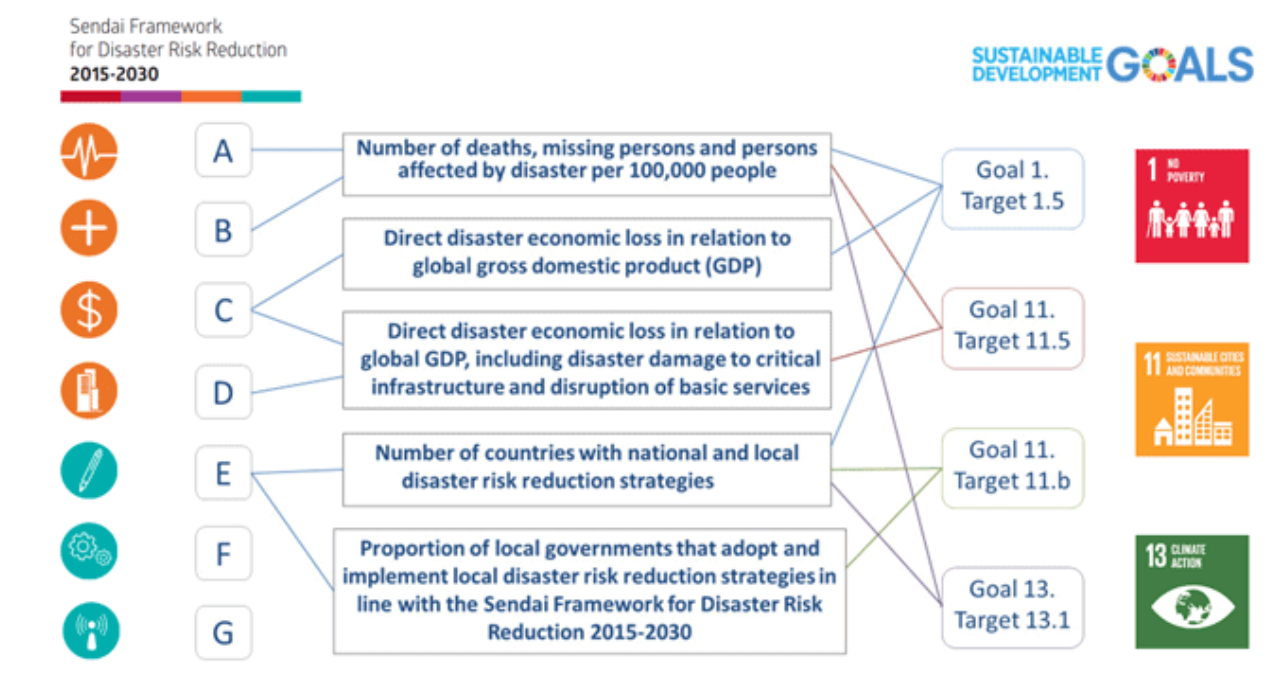 Sendai Framework
for Disaster Risk Reduction
2015-2030
SUSTAINABLE
DEVELOPMENT
GOALS
A
B
C
D
E
F
G
Number of deaths, missing persons and persons
affected by disaster per 100,000 people
Direct disaster economic loss in relation to
global gross domestic product (GDP)
Direct disaster economic loss in relation to
global GDP, including disaster damage to critical
infrastructure and disruption of basic services
Number of countries with national and local
disaster risk reduction strategies
Proportion of local governments that adopt and
implement local disaster risk reduction strategies in
line with the Sendai Framework for Disaster Risk
Reduction 2015-2030
Goal 1.
Target 1.5
Goal 11.
Target 11.5
Goal 11.
Target 11.b
Goal 13.
Target 13.1
1 NO
POVERTY
11 SUSTAINABLE CITIES
AND COMMUNITIES
13 CLIMATE
ACTION